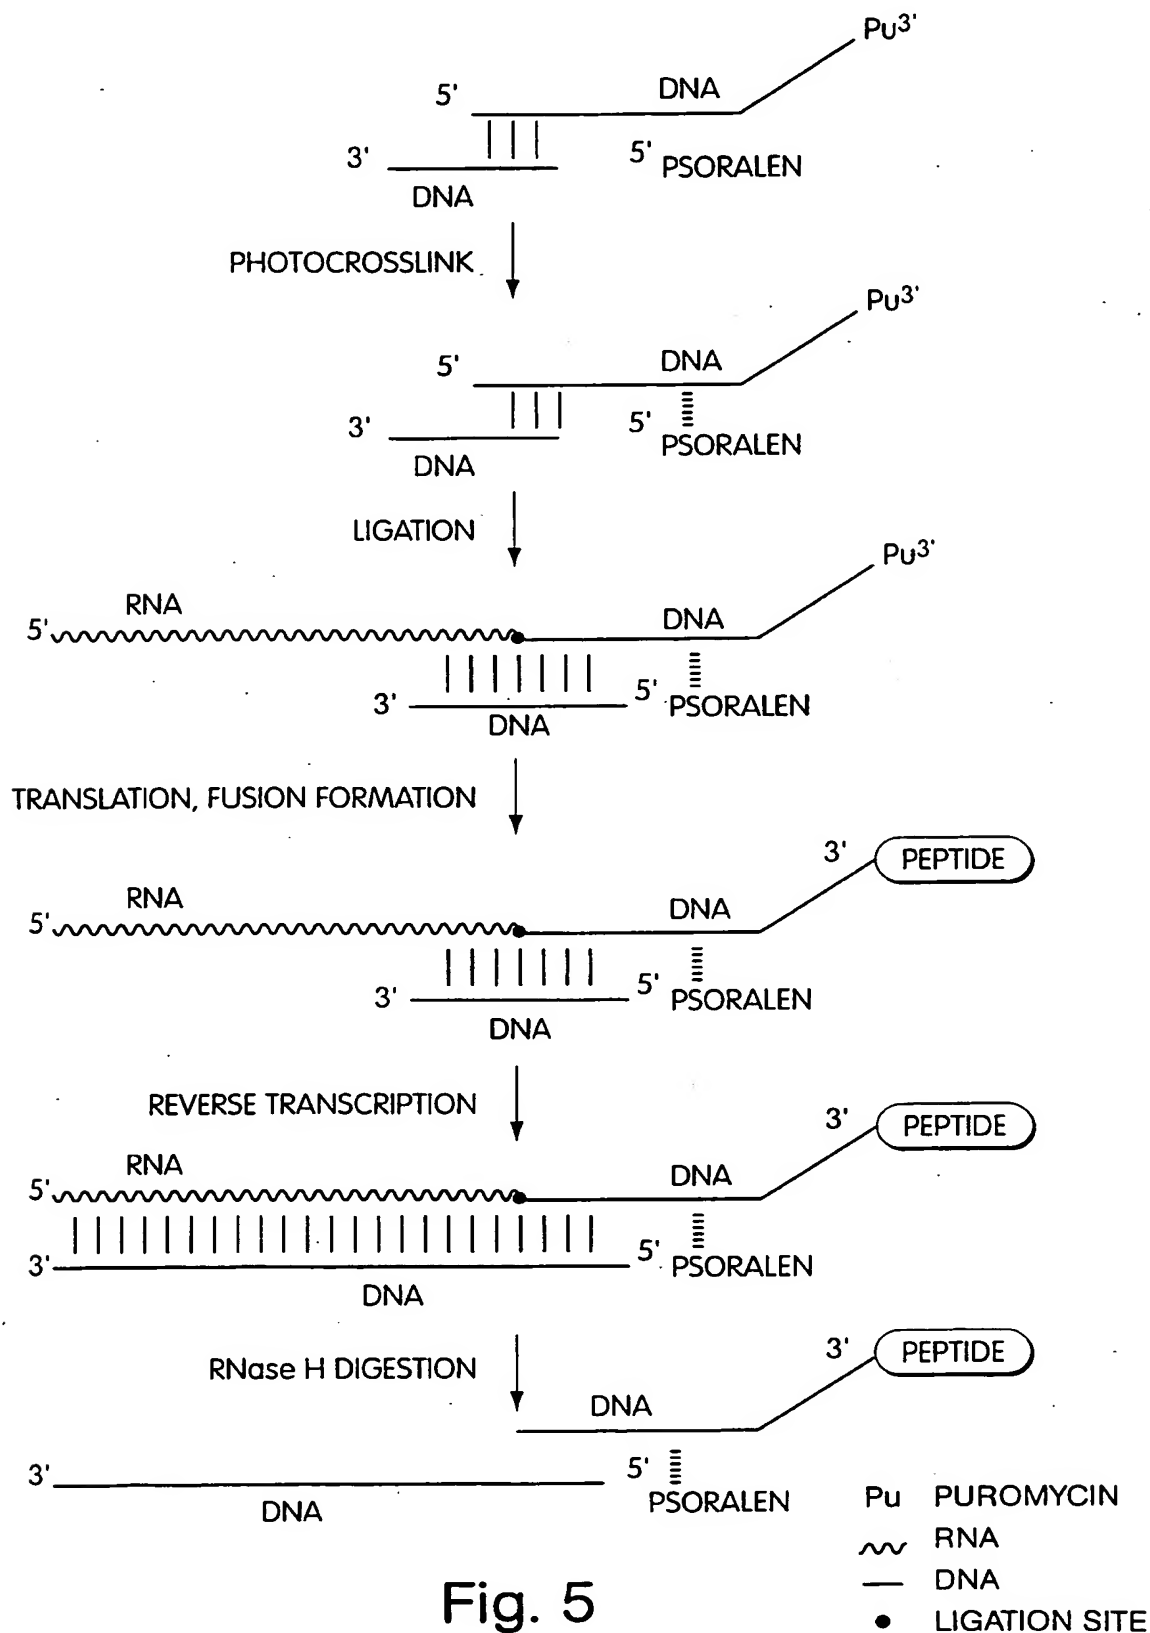 Pu3'
5' DNA
3' 5' PSORALEN
DNA
PHOTOCROSSLINK
Pu3'
5' DNA
3' 5' PSORALEN
DNA
LIGATION
Pu3'
RNA DNA
5'
3' 5' PSORALEN
DNA
TRANSLATION, FUSION FORMATION
3' PEPTIDE
RNA DNA
5'
3' 5' PSORALEN
DNA
REVERSE TRANSCRIPTION
3' PEPTIDE
RNA DNA
5'
3' 5' PSORALEN
DNA
RNase H DIGESTION
3' PEPTIDE
DNA
3' 5' PSORALEN
DNA
Pu PUROMYCIN
RNA
DNA
LIGATION SITE
Fig. 5